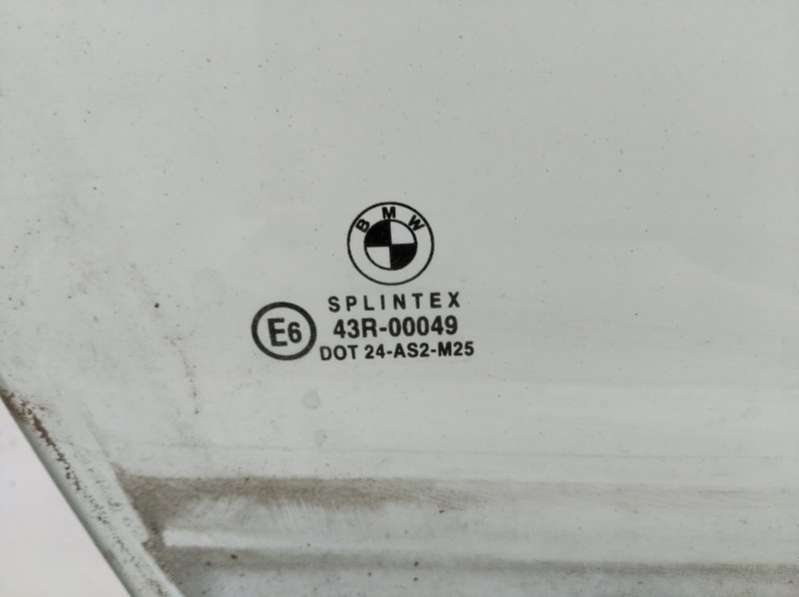 BMW
SPLINTEX
E6
43R-00049
DOT 24-AS2-M25